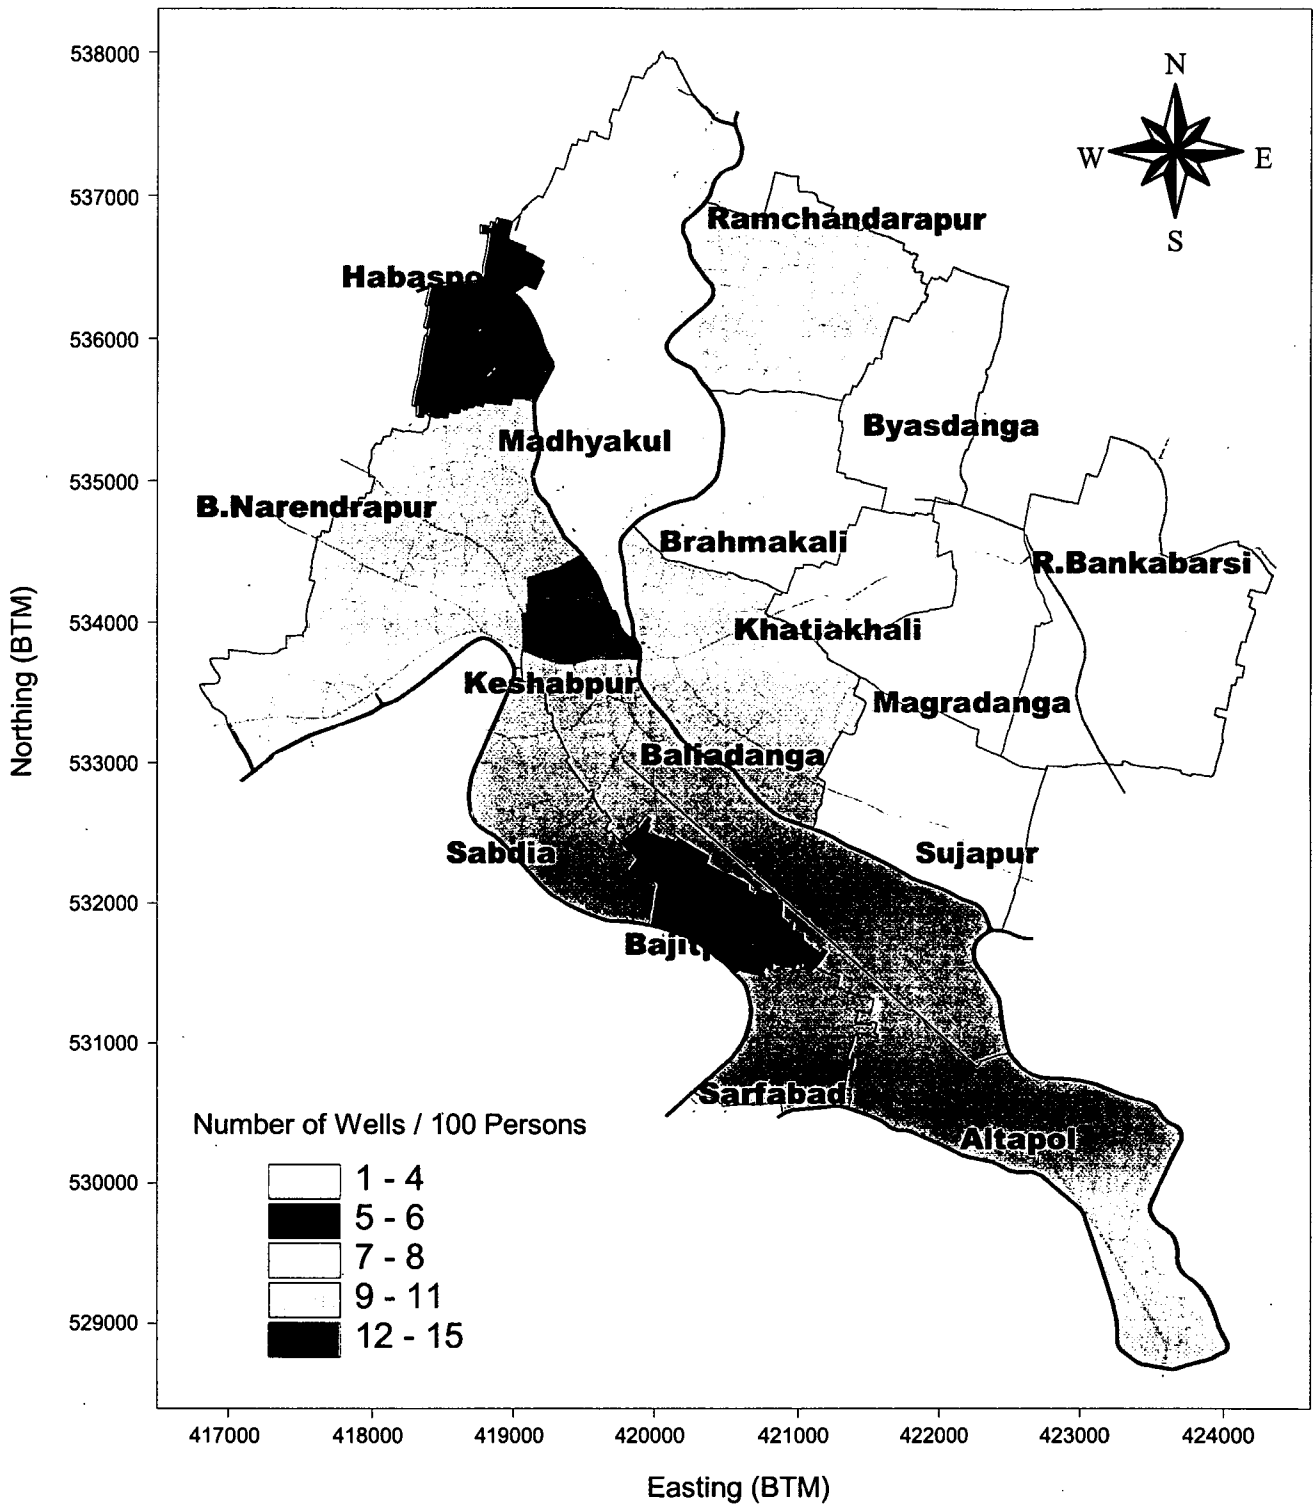 538000
537000
536000
535000
534000
533000
532000
531000
530000
529000
Northing (BTM)
N
W
E
S
Ramchandarapur
Byasdanga
Madhyakul
B.Narendrapur
Brahmakali
R.Bankabarsi
Khatiakhali
Keshabpur
Magradanga
Baliadanga
Sabdia
Sujapur
Sarfabad
Altapol
Number of Wells / 100 Persons
1 - 4
5 - 6
7 - 8
9 - 11
12 - 15
417000
418000
419000
420000
421000
422000
423000
424000
Easting (BTM)